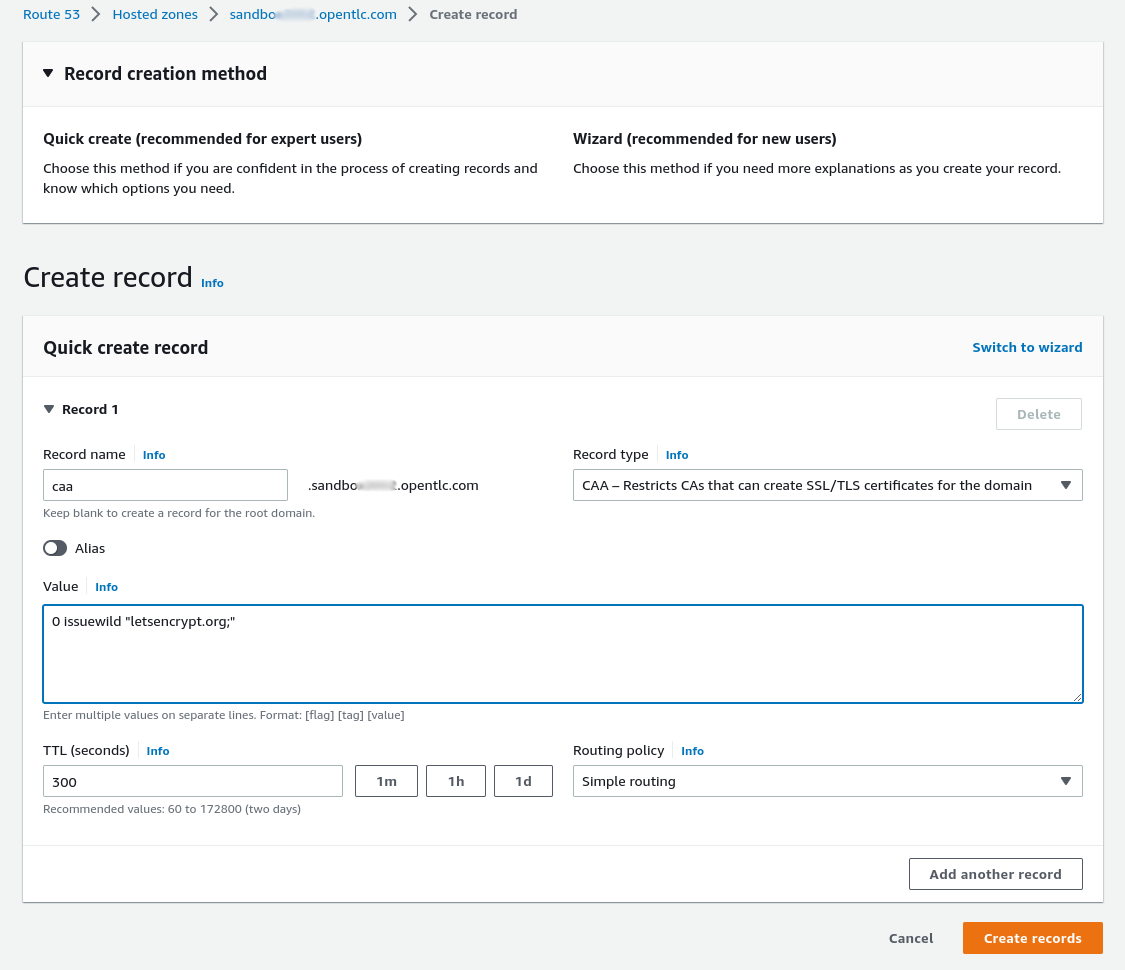 Route 53 > Hosted zones > sandbo .opentlc.com > Create record
Record creation method
Quick create (recommended for expert users)
Choose this method if you are confident in the process of creating records and
know which options you need.
Wizard (recommended for new users)
Choose this method if you need more explanations as you create your record.
Create record Info
Quick create record
Switch to wizard
Record 1
Delete
Record name Info
caa
.sandbo .opentlc.com
Keep blank to create a record for the root domain.
Record type Info
CAA – Restricts CAs that can create SSL/TLS certificates for the domain
Alias
Value Info
0 issuewild "letsencrypt.org;"
Enter multiple values on separate lines. Format: [flag] [tag] [value]
TTL (seconds) Info
300
1m
1h
1d
Recommended values: 60 to 172800 (two days)
Routing policy Info
Simple routing
Add another record
Cancel
Create records